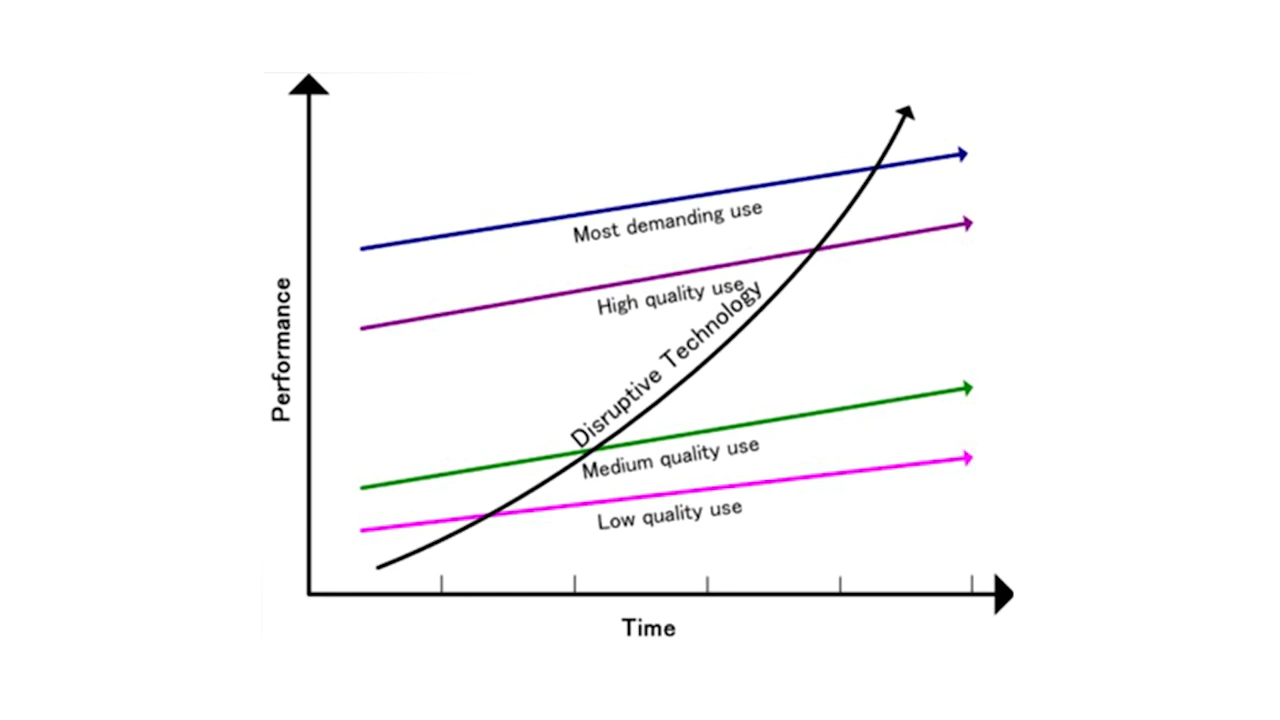 Most demanding use
High quality use
Disruptive Technology
Medium quality use
Low quality use
Performance
Time